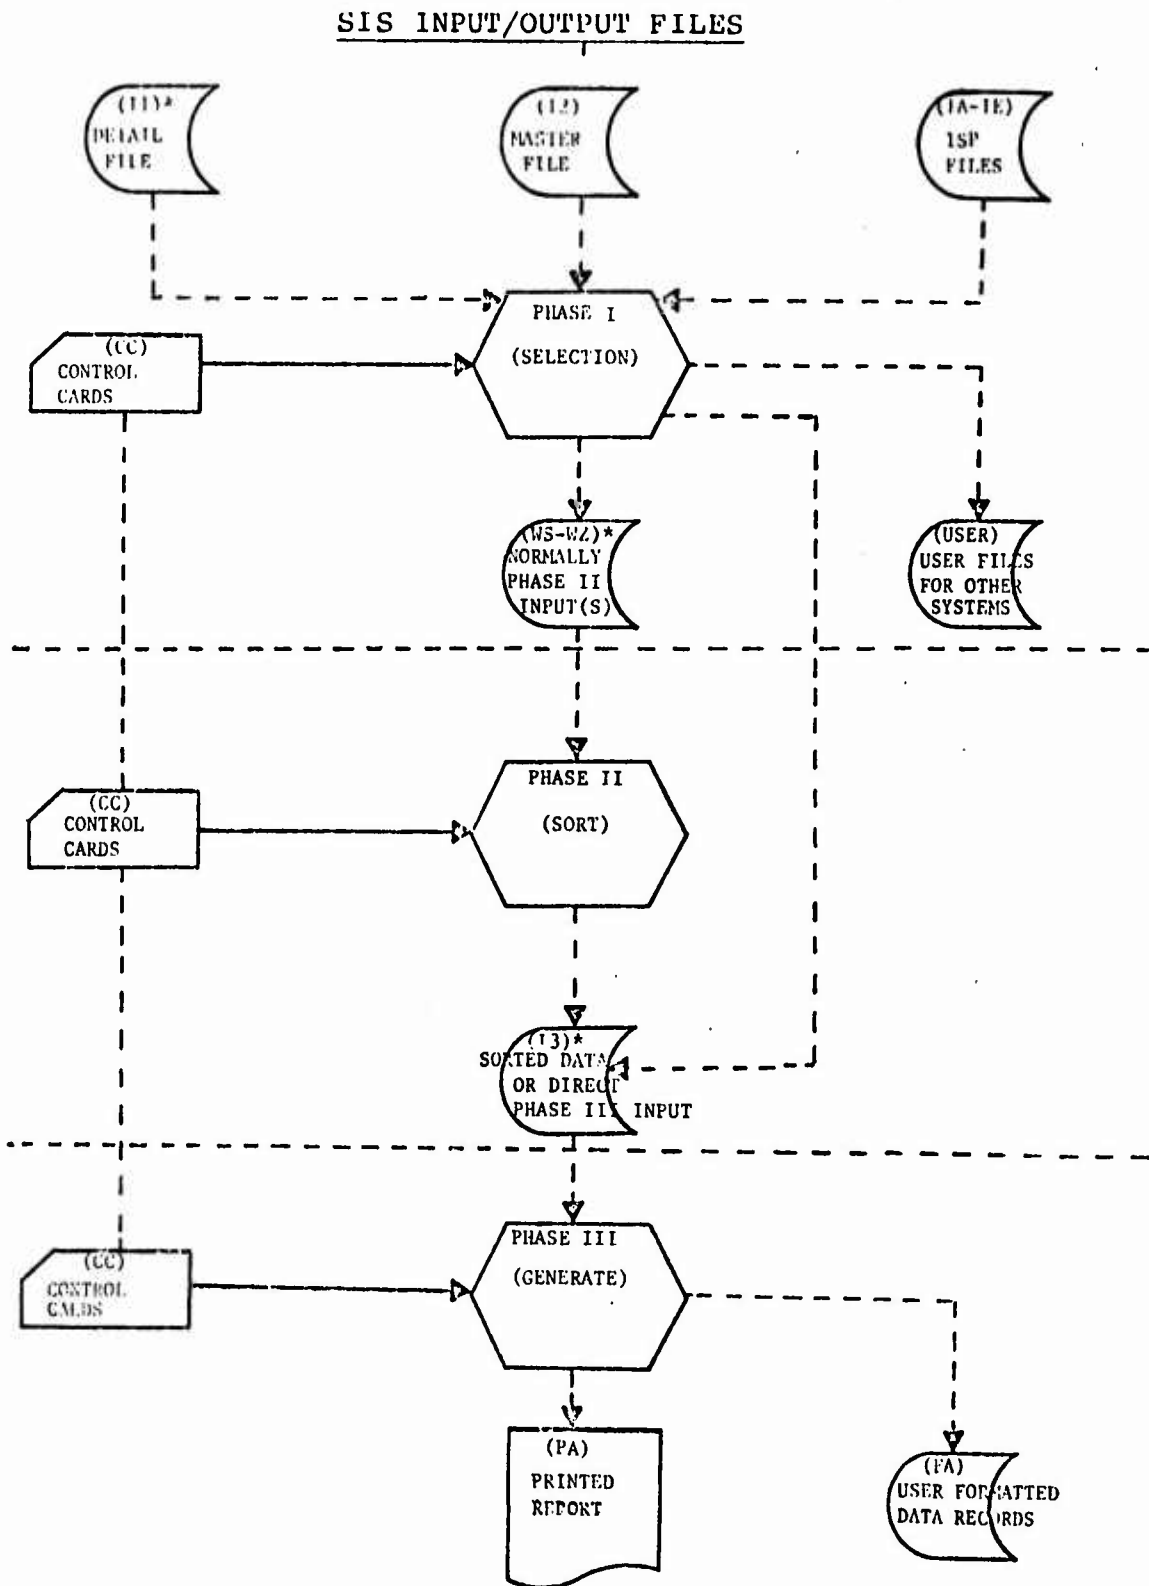 SIS INPUT/OUTPUT FILES
(I1)*
DETAIL
FILE
(I2)
MASTER
FILE
(IA-IE)
ISP
FILES
PHASE I
(SELECTION)
(CC)
CONTROL
CARDS
(WS-WZ)*
NORMALLY
PHASE II
INPUT(S)
(USER)
USER FILES
FOR OTHER
SYSTEMS
PHASE II
(SORT)
(CC)
CONTROL
CARDS
(I3)*
SORTED DATA
OR DIRECT
PHASE III INPUT
PHASE III
(GENERATE)
(CC)
CONTROL
CARDS
(PA)
PRINTED
REPORT
(FA)
USER FORMATTED
DATA RECORDS